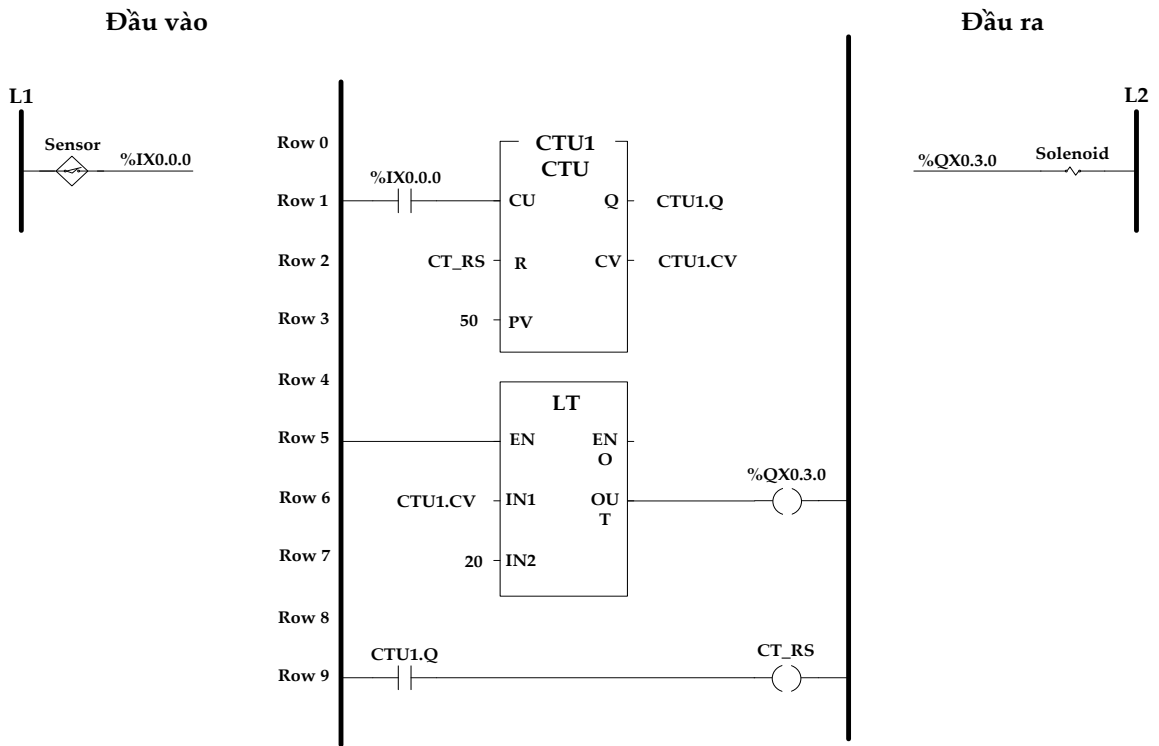 Đầu vào
Đầu ra
L1
L2
Sensor
%IX0.0.0
%QX0.3.0
Solenoid
Row 0
CTU1
CTU
%IX0.0.0
Row 1
CU
Q
CTU1.Q
Row 2
CT_RS
R
CV
CTU1.CV
Row 3
50
PV
Row 4
LT
Row 5
EN
EN
O
%QX0.3.0
Row 6
CTU1.CV
IN1
OU
T
Row 7
20
IN2
Row 8
CTU1.Q
CT_RS
Row 9